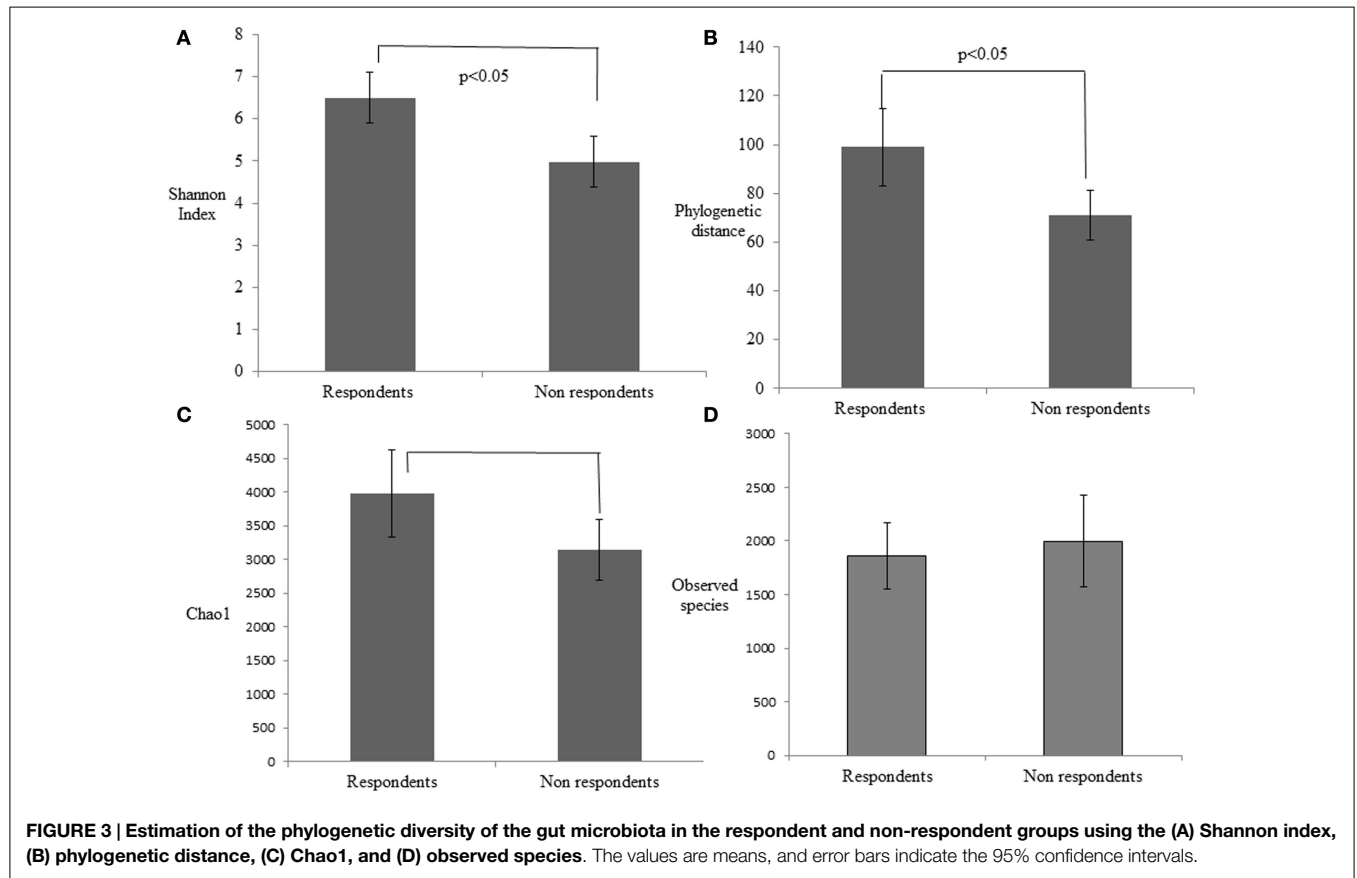 A
8
7
6
5
4
3
2
1
0
Shannon
Index
p<0.05
Respondents
Non respondents
B
140
120
100
80
60
40
20
0
Phylogenetic
distance
p<0.05
Respondents
Non respondents
C
5000
4500
4000
3500
3000
2500
2000
1500
1000
500
0
Chao1
Respondents
Non respondents
D
3000
2500
2000
1500
1000
500
0
Observed
species
Respondents
Non respondents
FIGURE 3 | Estimation of the phylogenetic diversity of the gut microbiota in the respondent and non-respondent groups using the (A) Shannon index,
(B) phylogenetic distance, (C) Chao1, and (D) observed species. The values are means, and error bars indicate the 95% confidence intervals.